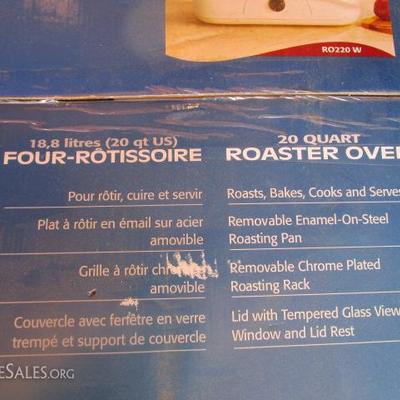 RO220 W
18,8 litres (20 qt US)
FOUR-RÔTISSOIRE
Pour rôtir, cuire et servir
Plat à rôtir en émail sur acier
amovible
Grille à rôtir
amovible
Couvercle avec fenêtre en verre
trempé et support de couvercle
20 QUART
ROASTER OVE
Roasts, Bakes, Cooks and Serves
Removable Enamel-On-Steel
Roasting Pan
Removable Chrome Plated
Roasting Rack
Lid with Tempered Glass View
Window and Lid Rest
ESALES.ORG